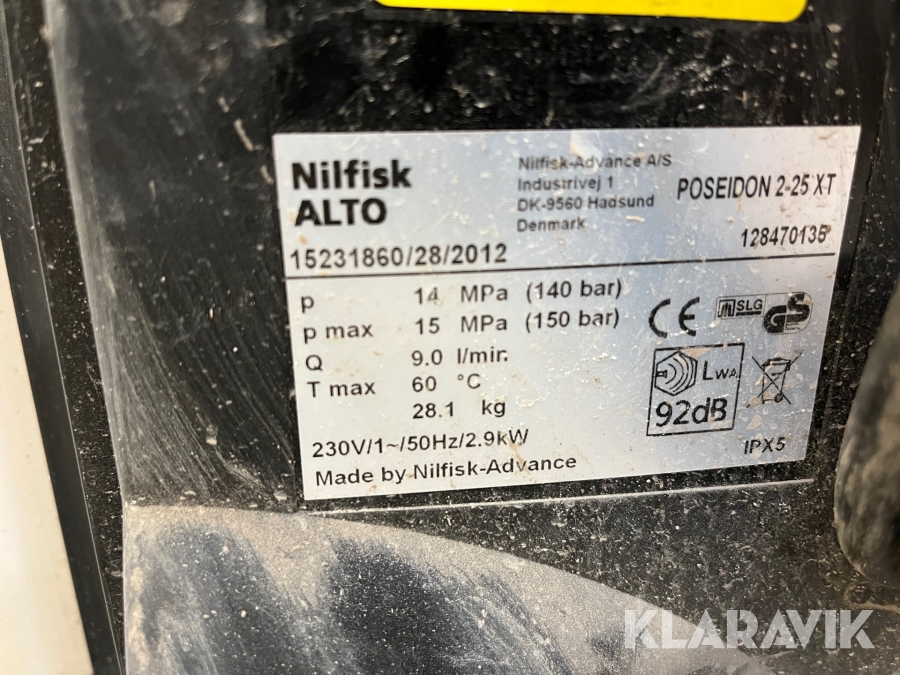 Nilfisk
ALTO
Nilfisk-Advance A/S
Industrivej 1
DK-9560 Hadsund
Denmark
POSEIDON 2-25 XT
128470135
15231860/28/2012
p 14 MPa (140 bar)
p max 15 MPa (150 bar)
Q 9.0 l/min.
T max 60 °C
28.1 kg
230V/1~/50Hz/2.9kW
Made by Nilfisk-Advance
CE
SLG
GS
LWA
92dB
IPX5
KLARAVIK